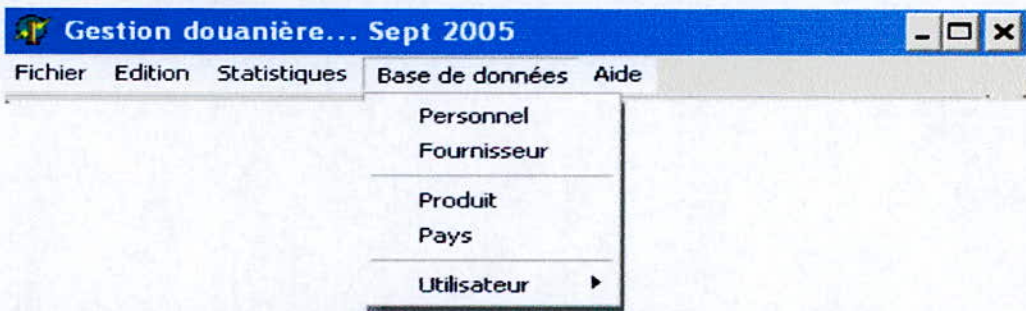 Gestion douanière... Sept 2005
Fichier Edition Statistiques Base de données Aide
Personnel
Fournisseur
Produit
Pays
Utilisateur